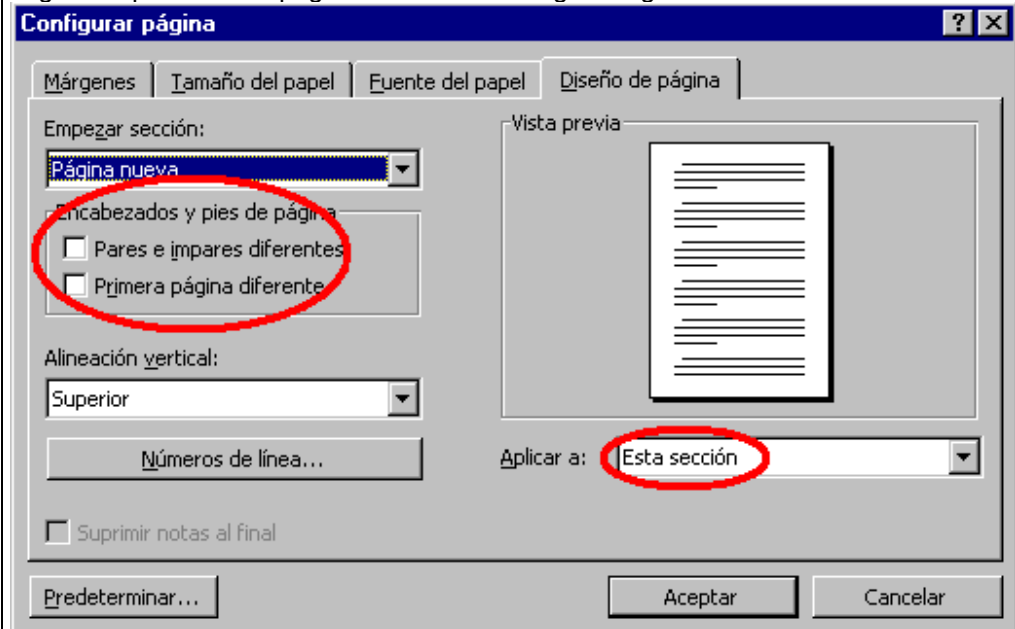 Configurar página
Márgenes Tamaño del papel Fuente del papel Diseño de página
Empezar sección:
Página nueva
Encabezados y pies de página
Pares e impares diferentes
Primera página diferente
Alineación vertical:
Superior
Números de línea...
Suprimir notas al final
Vista previa
Aplicar a: Esta sección
Predeterminar... Aceptar Cancelar